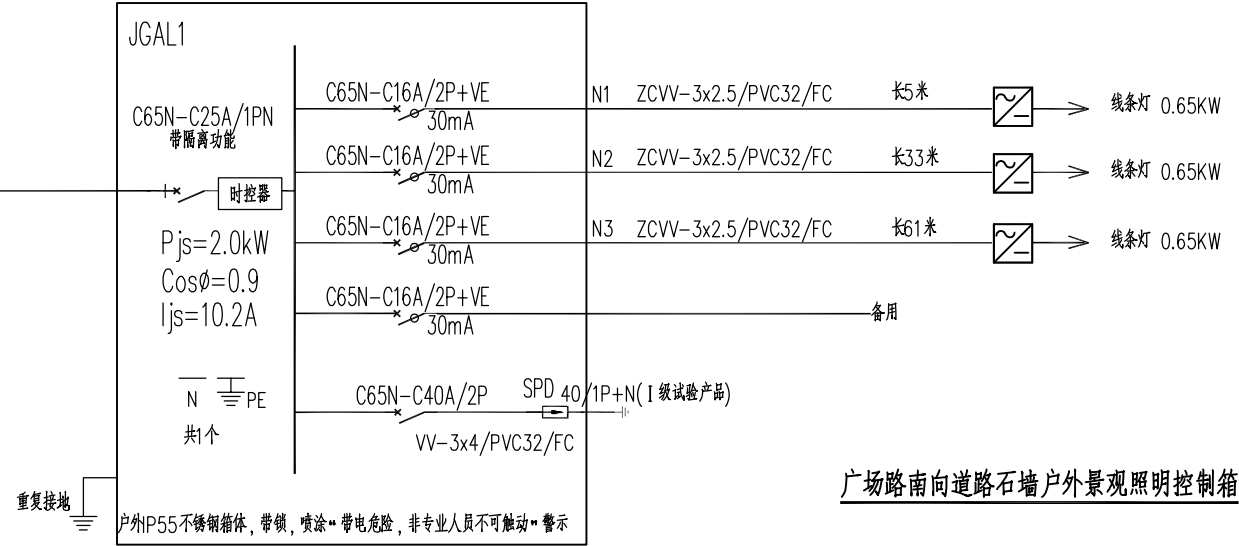 JGAL1
C65N-C25A/1PN
带隔离功能
时控器
Pjs=2.0kW
CosØ=0.9
Ijs=10.2A
N PE
共1个
重复接地
C65N-C16A/2P+VE
30mA
N1 ZCVV-3x2.5/PVC32/FC 长5米 线条灯 0.65KW
C65N-C16A/2P+VE
30mA
N2 ZCVV-3x2.5/PVC32/FC 长33米 线条灯 0.65KW
C65N-C16A/2P+VE
30mA
N3 ZCVV-3x2.5/PVC32/FC 长61米 线条灯 0.65KW
C65N-C16A/2P+VE
30mA
备用
C65N-C40A/2P SPD 40/1P+N(I级试验产品)
VV-3x4/PVC32/FC
户外IP55不锈钢箱体, 带锁, 喷涂"带电危险, 非专业人员不可触动"警示
广场路南向道路石墙户外景观照明控制箱